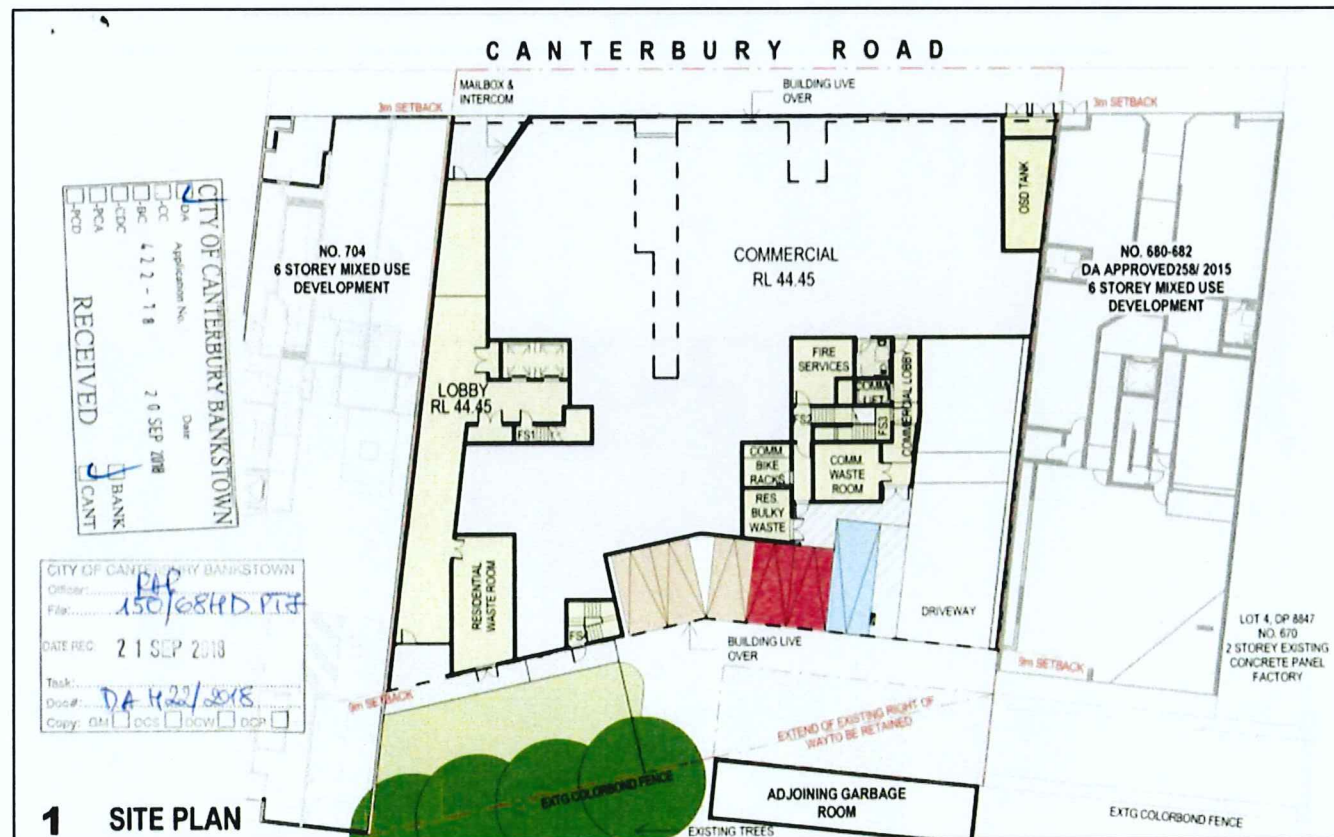 CANTERBURY ROAD
MAILBOX &
INTERCOM
BUILDING LIVE
OVER
3m SETBACK
3m SETBACK
OSD TANK
NO. 704
6 STOREY MIXED USE
DEVELOPMENT
COMMERCIAL
RL 44.45
NO. 680-682
DA APPROVED258/ 2015
6 STOREY MIXED USE
DEVELOPMENT
CITY OF CANTERBURY BANKSTOWN
DA
CC
BC
CDC
PCA
PCD
Application No.
Date
422-18
20 SEP 2018
RECEIVED
BANK
CANT
LOBBY
RL 44.45
FS1
FIRE
SERVICES
COMM
LIFT
COMMERCIAL LOBBY
FS2
FS3
COMM
BIKE
RACKS
COMM
WASTE
ROOM
RES.
BULKY
WASTE
RESIDENTIAL
WASTE ROOM
DRIVEWAY
BUILDING LIVE
OVER
LOT 4, DP 8847
NO. 670
2 STOREY EXISTING
CONCRETE PANEL
FACTORY
CITY OF CANTERBURY BANKSTOWN
Officer:
File:
DATE REC: 21 SEP 2018
Task:
Doc#:
Copy: GM DCS DCW DCP
9m SETBACK
9m SETBACK
EXTEND OF EXISTING RIGHT OF
WAYTO BE RETAINED
EXTG COLORBOND FENCE
ADJOINING GARBAGE
ROOM
EXTG COLORBOND FENCE
EXISTING TREES
1 SITE PLAN